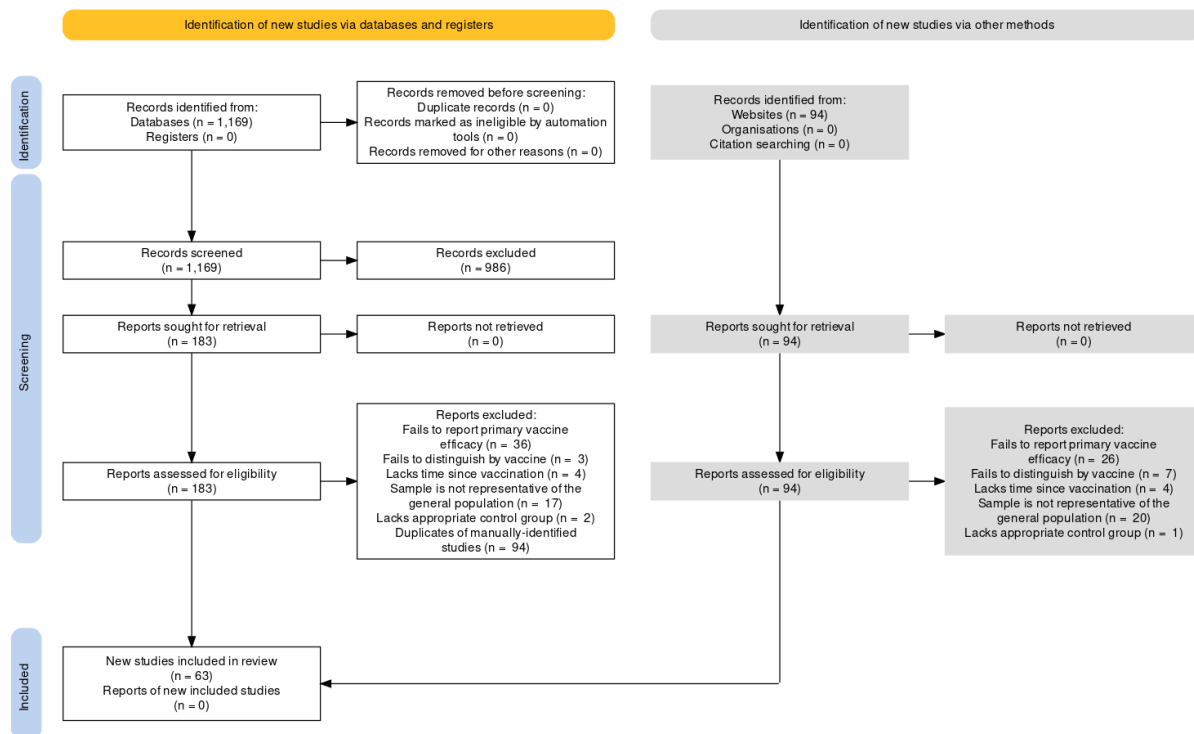 Identification of new studies via databases and registers
Identification of new studies via other methods
Identification
Records identified from:
Databases (n = 1,169)
Registers (n = 0)
Records removed before screening:
Duplicate records (n = 0)
Records marked as ineligible by automation
tools (n = 0)
Records removed for other reasons (n = 0)
Records identified from:
Websites (n = 94)
Organisations (n = 0)
Citation searching (n = 0)
Screening
Records screened
(n = 1,169)
Records excluded
(n = 986)
Reports sought for retrieval
(n = 183)
Reports not retrieved
(n = 0)
Reports sought for retrieval
(n = 94)
Reports not retrieved
(n = 0)
Reports assessed for eligibility
(n = 183)
Reports excluded:
Fails to report primary vaccine
efficacy (n = 36)
Fails to distinguish by vaccine (n = 3)
Lacks time since vaccination (n = 4)
Sample is not representative of the
general population (n = 17)
Lacks appropriate control group (n = 2)
Duplicates of manually-identified
studies (n = 94)
Reports assessed for eligibility
(n = 94)
Reports excluded:
Fails to report primary vaccine
efficacy (n = 26)
Fails to distinguish by vaccine (n = 7)
Lacks time since vaccination (n = 4)
Sample is not representative of the
general population (n = 20)
Lacks appropriate control group (n = 1)
Included
New studies included in review
(n = 63)
Reports of new included studies
(n = 0)